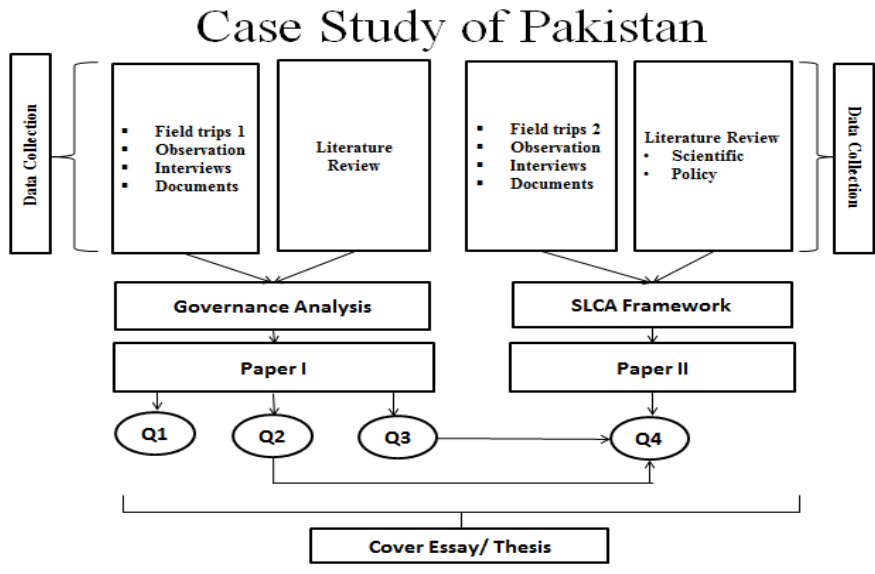 Case Study of Pakistan
Data Collection
▪ Field trips 1
▪ Observation
▪ Interviews
▪ Documents
Literature
Review
▪ Field trips 2
▪ Observation
▪ Interviews
▪ Documents
Literature Review
• Scientific
• Policy
Data Collection
Governance Analysis
SLCA Framework
Paper I
Paper II
Q1
Q2
Q3
Q4
Cover Essay/ Thesis